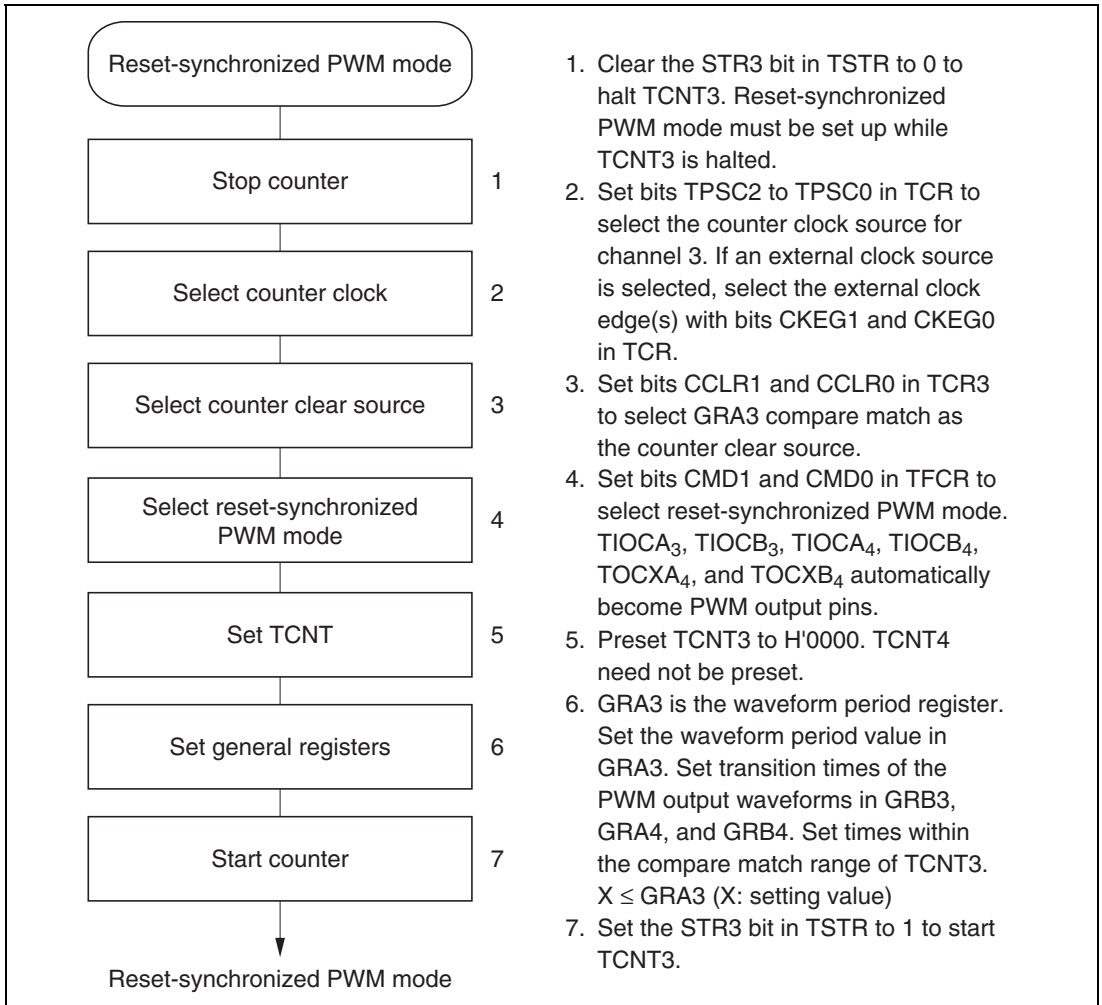 Reset-synchronized PWM mode
Stop counter 1
Select counter clock 2
Select counter clear source 3
Select reset-synchronized
PWM mode 4
Set TCNT 5
Set general registers 6
Start counter 7
Reset-synchronized PWM mode
1. Clear the STR3 bit in TSTR to 0 to
halt TCNT3. Reset-synchronized
PWM mode must be set up while
TCNT3 is halted.
2. Set bits TPSC2 to TPSC0 in TCR to
select the counter clock source for
channel 3. If an external clock source
is selected, select the external clock
edge(s) with bits CKEG1 and CKEG0
in TCR.
3. Set bits CCLR1 and CCLR0 in TCR3
to select GRA3 compare match as
the counter clear source.
4. Set bits CMD1 and CMD0 in TFCR to
select reset-synchronized PWM mode.
TIOCA₃, TIOCB₃, TIOCA₄, TIOCB₄,
TOCXA₄, and TOCXB₄ automatically
become PWM output pins.
5. Preset TCNT3 to H'0000. TCNT4
need not be preset.
6. GRA3 is the waveform period register.
Set the waveform period value in
GRA3. Set transition times of the
PWM output waveforms in GRB3,
GRA4, and GRB4. Set times within
the compare match range of TCNT3.
X ≤ GRA3 (X: setting value)
7. Set the STR3 bit in TSTR to 1 to start
TCNT3.